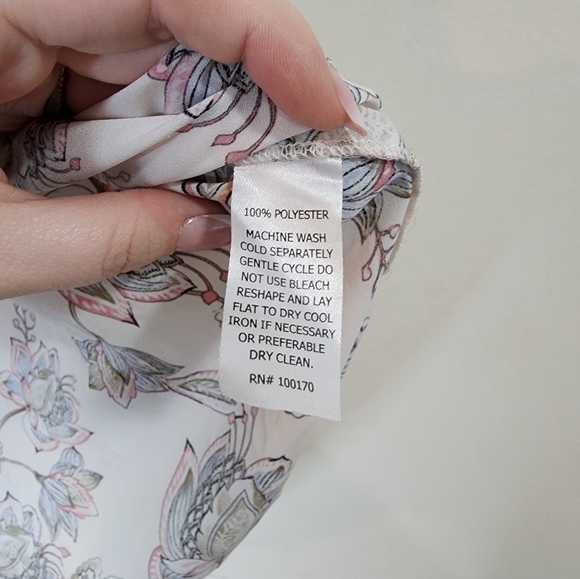 100% POLYESTER
MACHINE WASH
COLD SEPARATELY
GENTLE CYCLE DO
NOT USE BLEACH
RESHAPE AND LAY
FLAT TO DRY COOL
IRON IF NECESSARY
OR PREFERABLE
DRY CLEAN.
RN# 100170